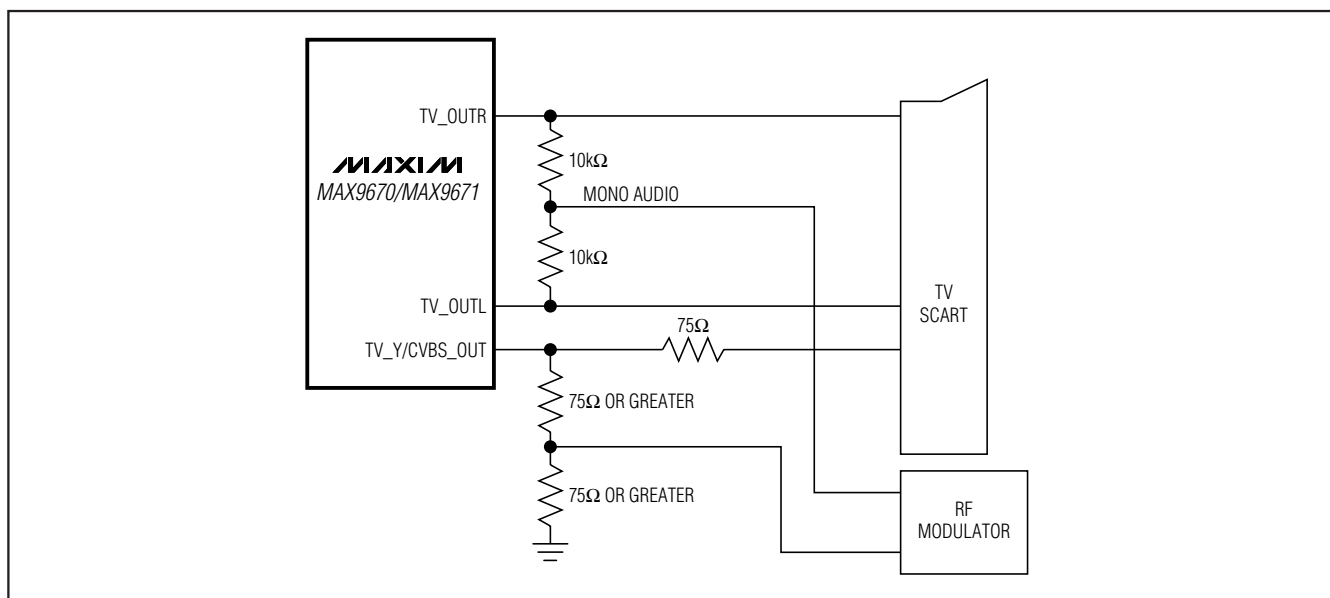 TV_OUTR
10kΩ
MAXIM
MAX9670/MAX9671
MONO AUDIO
10kΩ
TV_OUTL
TV
SCART
75Ω
TV_Y/CVBS_OUT
75Ω OR GREATER
75Ω OR GREATER
RF
MODULATOR